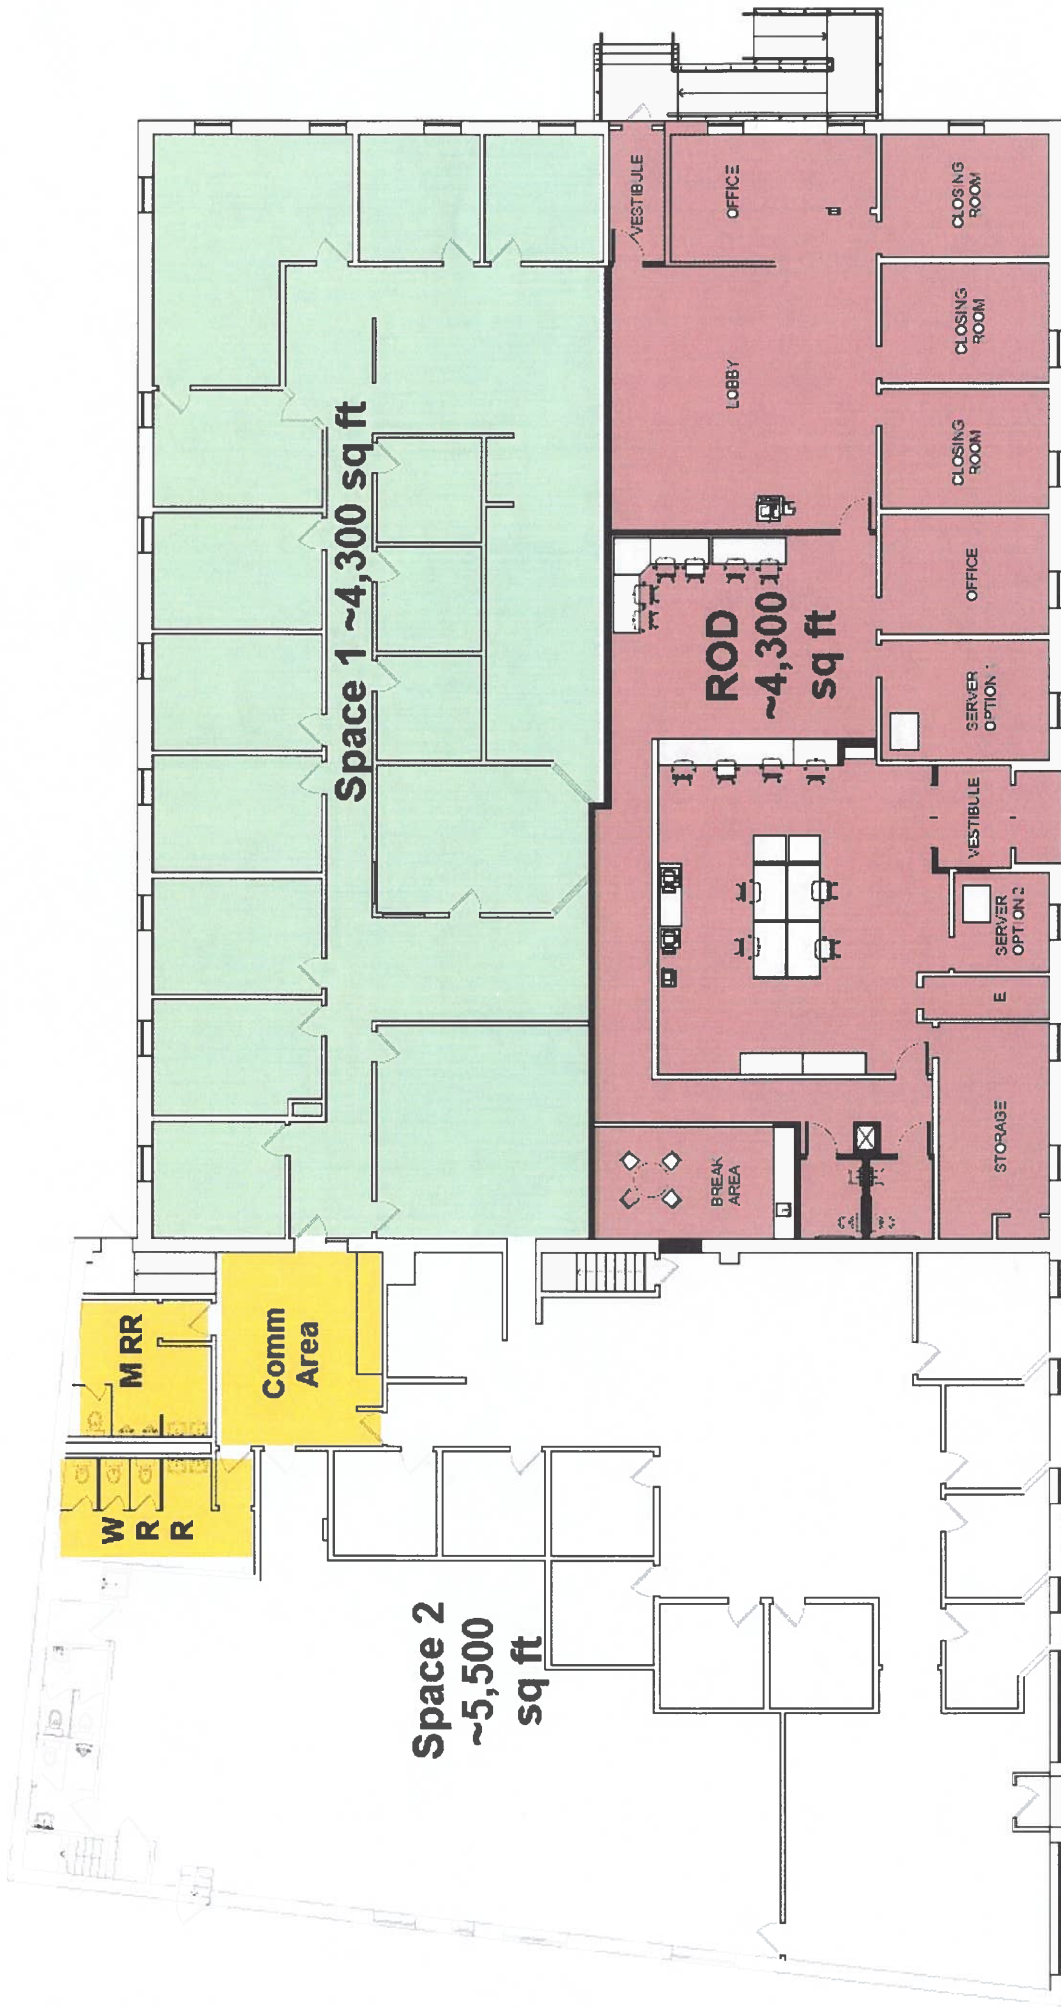 VESTIBULE
OFFICE
CLOSING
ROOM
LOBBY
CLOSING
ROOM
CLOSING
ROOM
Space 1 ~4,300 sq ft
OFFICE
ROD
~4,300
sq ft
SERVER
OPTION 1
VESTIBULE
SERVER
OPTION 2
E
STORAGE
BREAK
AREA
M RR
Comm
Area
W
R
R
Space 2
~5,500
sq ft